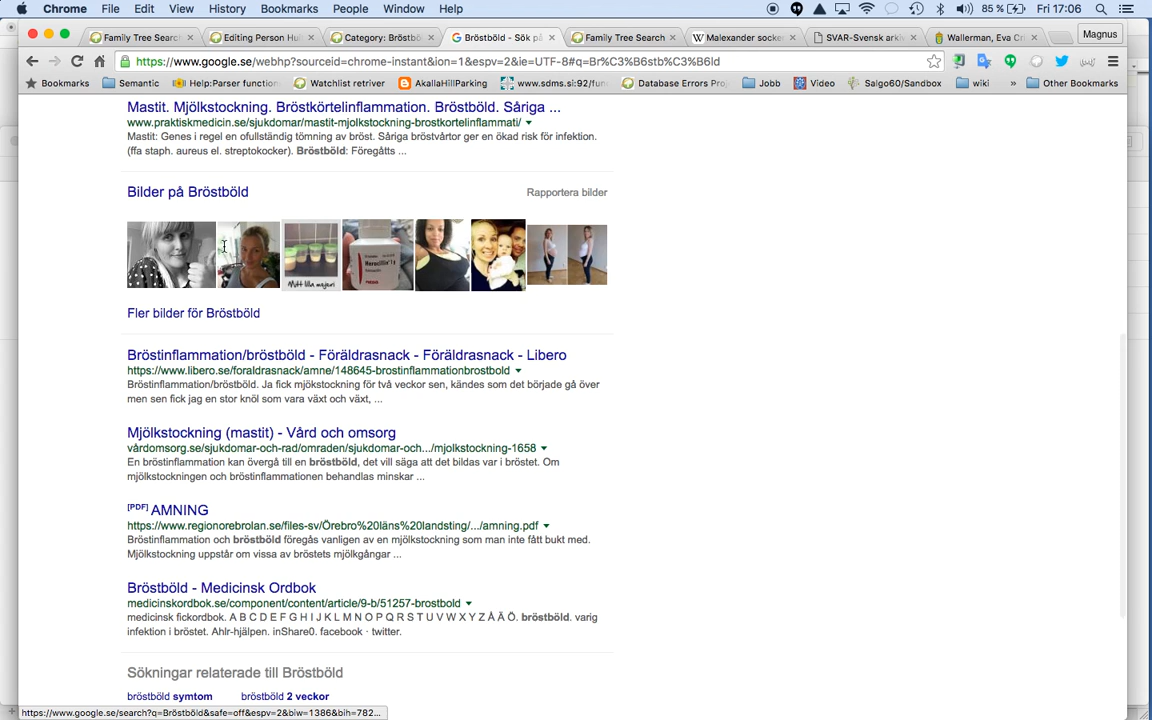 Chrome File Edit View History Bookmarks People Window Help 85 % Fri 17:06
Family Tree Searc Editing Person Hu Category: Bröstbö Bröstböld - Sök på Family Tree Search Malexander socke SVAR-Svensk arki Wallerman, Eva C Magnus
https://www.google.se/webhp?sourceid=chrome-instant&ion=1&espv=2&ie=UTF-8#q=Br%C3%B6stb%C3%B6ld
Bookmarks Semantic Help:Parser function Watchlist retriver AkallaHillParking www.sdms.si:92/fun Database Errors Pro Jobb Video Salgo60/Sandbox wiki » Other Bookmarks
Mastit. Mjölkstockning. Bröstkörtelinflammation. Bröstböld. Såriga ...
www.praktiskmedicin.se/sjukdomar/mastit-mjolkstockning-brostkortelinflammati/
Mastit: Genes i regel en ofullständig tömning av bröst. Såriga bröstvårtor ger en ökad risk för infektion.
(ffa staph. aureus el. streptokocker). Bröstböld: Föregåtts ...
Bilder på Bröstböld Rapportera bilder
Mitt lilla mejeri
Fler bilder för Bröstböld
Bröstinflammation/bröstböld - Föräldrasnack - Föräldrasnack - Libero
https://www.libero.se/foraldrasnack/amne/148645-brostinflammationbrostbold
Bröstinflammation/bröstböld. Ja fick mjökstockning för två veckor sen, kändes som det började gå över
men sen fick jag en stor knöl som vara växt och växt, ...
Mjölkstockning (mastit) - Vård och omsorg
vårdomsorg.se/sjukdomar-och-rad/omraden/sjukdomar-och.../mjolkstockning-1658
En bröstinflammation kan övergå till en bröstböld, det vill säga att det bildas var i bröstet. Om
mjölkstockningen och bröstinflammationen behandlas minskar ...
[PDF] AMNING
https://www.regionorebrolan.se/files-sv/Örebro%20läns%20landsting/.../amning.pdf
Bröstinflammation och bröstböld föregås vanligen av en mjölkstockning som man inte fått bukt med.
Mjölkstockning uppstår om vissa av bröstets mjölkgångar ...
Bröstböld - Medicinsk Ordbok
medicinskordbok.se/component/content/article/9-b/51257-brostbold
medicinsk fickordbok. A B C D E F G H I J K L M N O P Q R S T U V W X Y Z Å Ä Ö. bröstböld. varig
infektion i bröstet. Ahlr-hjälpen. inShare0. facebook · twitter.
Sökningar relaterade till Bröstböld
bröstböld symtom bröstböld 2 veckor
https://www.google.se/search?q=Bröstböld&safe=off&espv=2&biw=1386&bih=782...